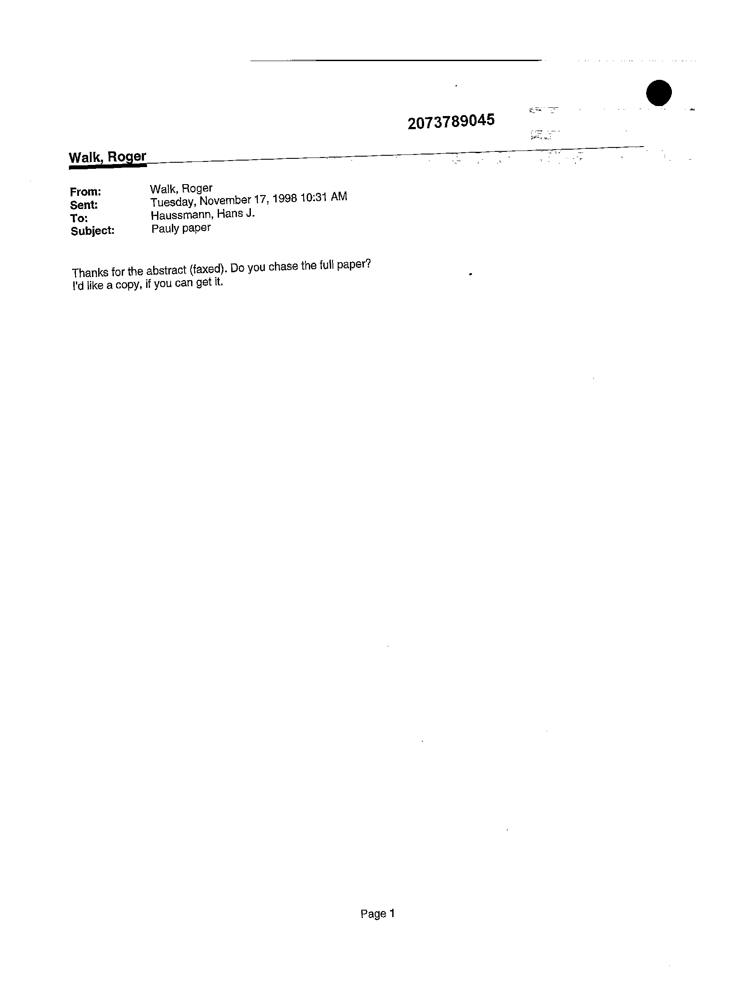 2073789045
Walk, Roger
From: Walk, Roger
Sent: Tuesday, November 17, 1998 10:31 AM
To: Haussmann, Hans J.
Subject: Pauly paper
Thanks for the abstract (faxed). Do you chase the full paper?
I'd like a copy, if you can get it.
Page 1